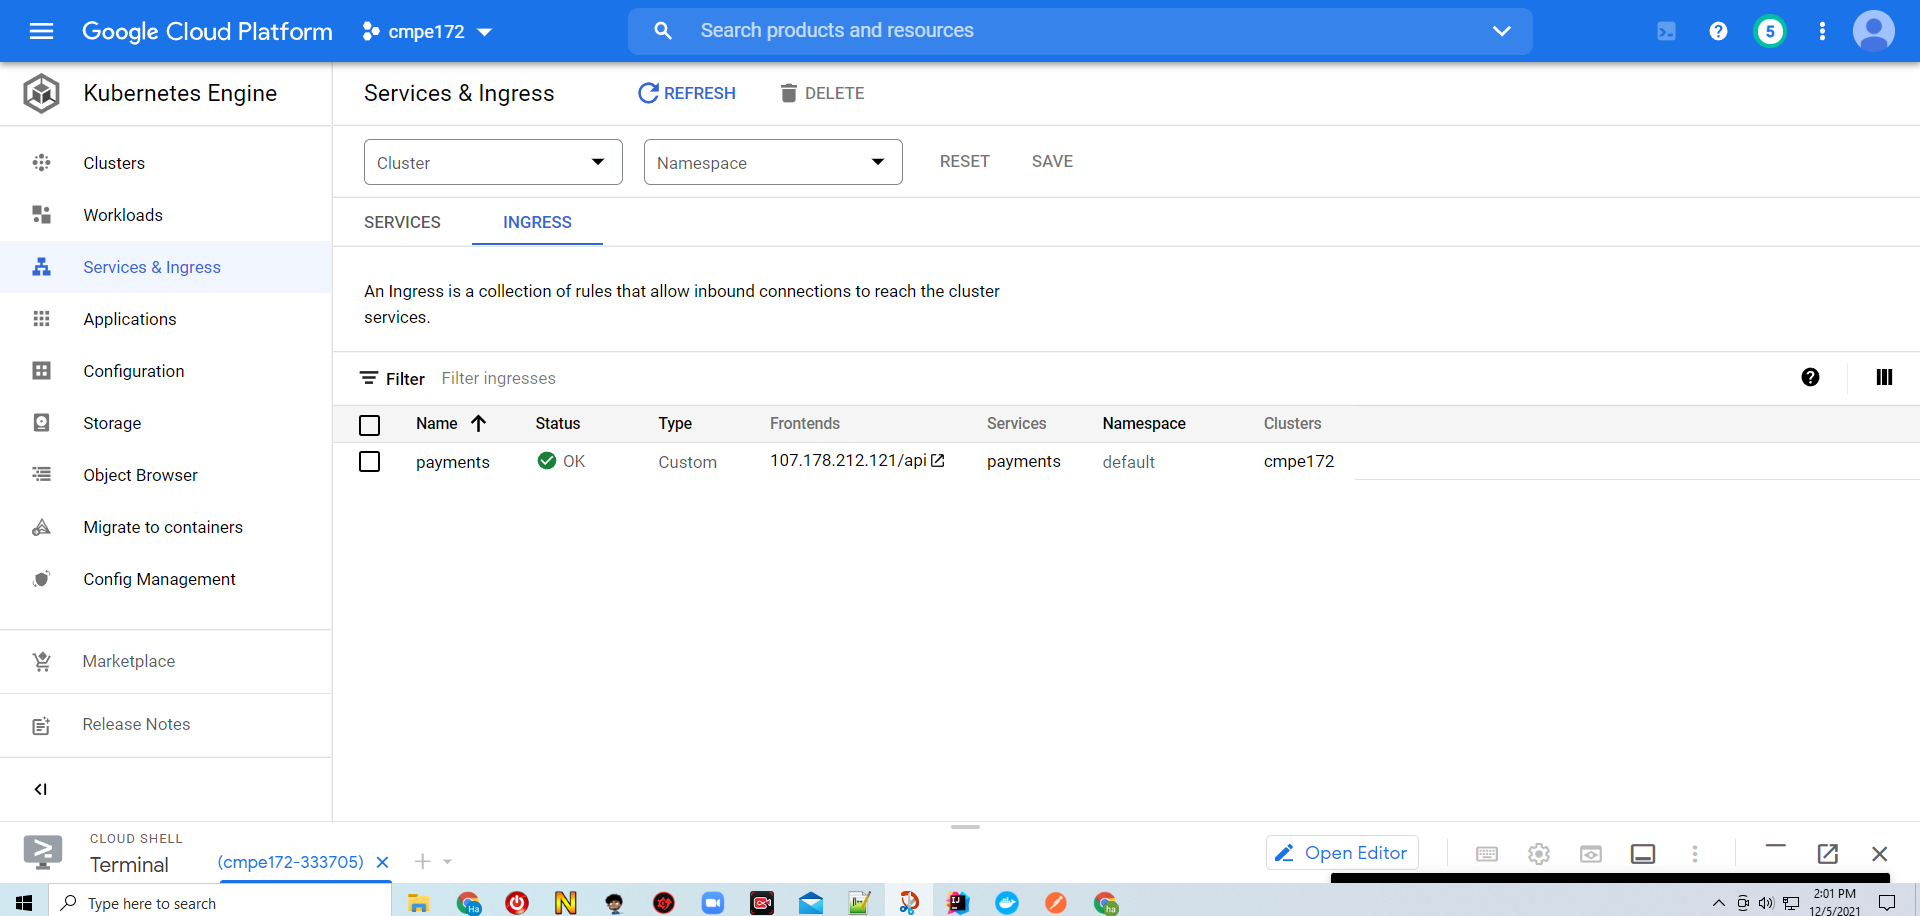 Google Cloud Platform
cmpe172
Search products and resources
5
Kubernetes Engine
Services & Ingress
REFRESH
DELETE
Clusters
Workloads
Services & Ingress
Applications
Configuration
Storage
Object Browser
Migrate to containers
Config Management
Marketplace
Release Notes
Cluster
Namespace
RESET
SAVE
SERVICES
INGRESS
An Ingress is a collection of rules that allow inbound connections to reach the cluster
services.
Filter Filter ingresses
Name Status Type Frontends Services Namespace Clusters
payments OK Custom 107.178.212.121/api payments default cmpe172
CLOUD SHELL
Terminal
(cmpe172-333705)
Open Editor
Type here to search
2:01 PM
12/5/2021